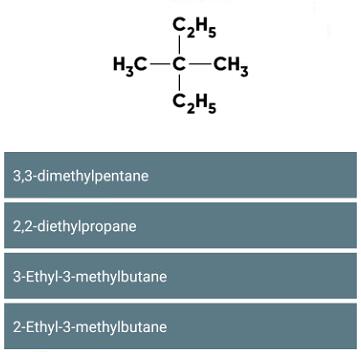 C₂H₅
H₃C—C—CH₃
C₂H₅
3,3-dimethylpentane
2,2-diethylpropane
3-Ethyl-3-methylbutane
2-Ethyl-3-methylbutane